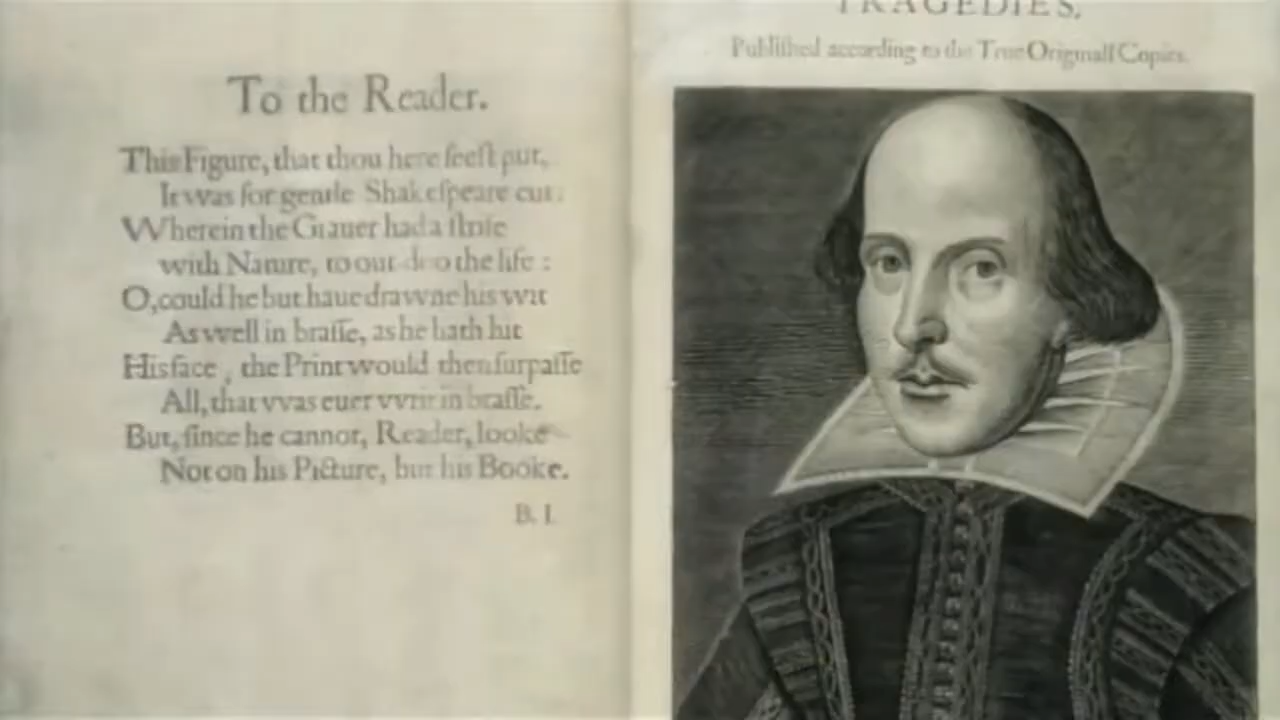 To the Reader.
This Figure, that thou here seeſt put,
It was for gentle Shakeſpeare cut:
Wherein the Grauer had a ſtrife
with Nature, to out-doo the life :
O, could he but haue drawne his wit
As well in braſſe, as he hath hit
His face , the Print would then ſurpaſſe
All, that vvas euer vvrit in braſſe.
But, ſince he cannot, Reader, looke
Not on his Picture, but his Booke.
B. I.
TRAGEDIES.
Publiſhed according to the True Originall Copies.